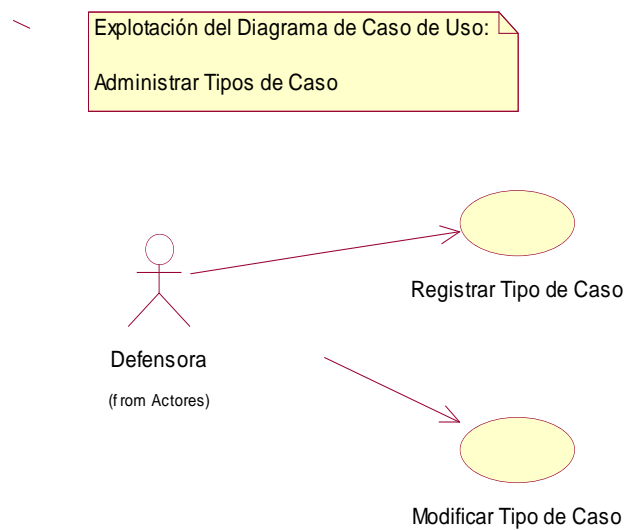 Explotación del Diagrama de Caso de Uso:
Administrar Tipos de Caso
Registrar Tipo de Caso
Defensora
(from Actores)
Modificar Tipo de Caso